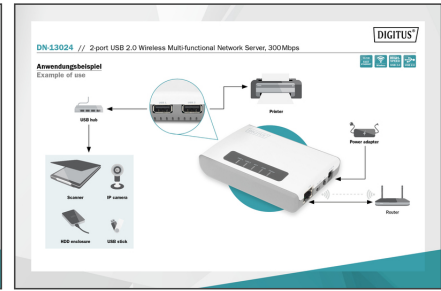 DIGITUS®
DN-13024 // 2-port USB 2.0 Wireless Multi-functional Network Server, 300Mbps
Anwendungsbeispiel
Example of use
USB hub
Printer
Power adapter
Scanner
IP camera
Router
HDD enclosure
USB stick